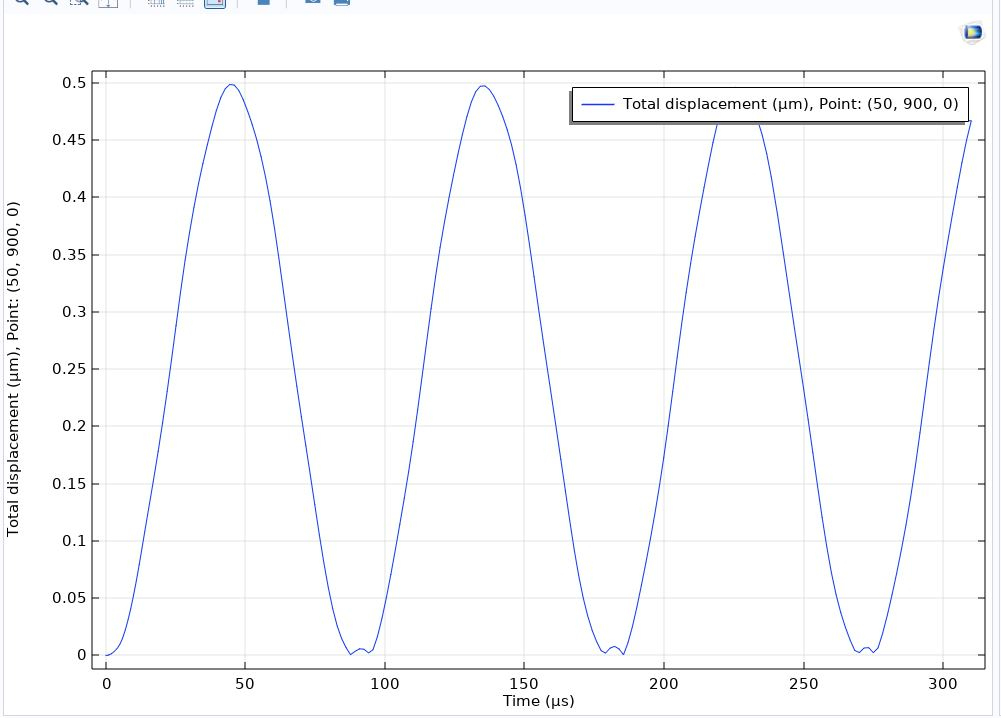 Total displacement (µm), Point: (50, 900, 0)
0.5
0.45
0.4
0.35
0.3
0.25
0.2
0.15
0.1
0.05
0
Total displacement (µm), Point: (50, 900, 0)
0 50 100 150 200 250 300
Time (µs)